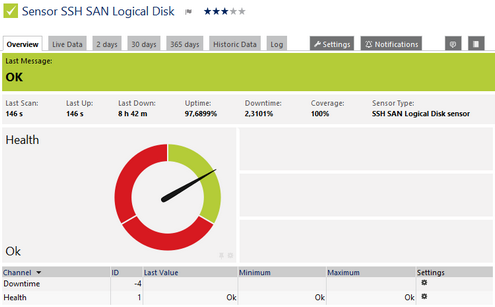 Sensor SSH SAN Logical Disk
Overview Live Data 2 days 30 days 365 days Historic Data Log Settings Notifications
Last Message:
OK
Last Scan: Last Up: Last Down: Uptime: Downtime: Coverage: Sensor Type:
146 s 146 s 8 h 42 m 97,6899% 2,3101% 100% SSH SAN Logical Disk sensor
Health
Ok
Channel ID Last Value Minimum Maximum Settings
Downtime -4
Health 1 Ok Ok Ok